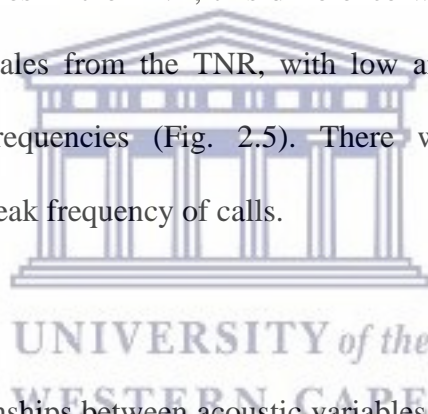 ales from the TNR, with low a
requencies (Fig. 2.5). There w
eak frequency of calls.
UNIVERSITY of the
WESTERN CAPE
nships between acoustic variables